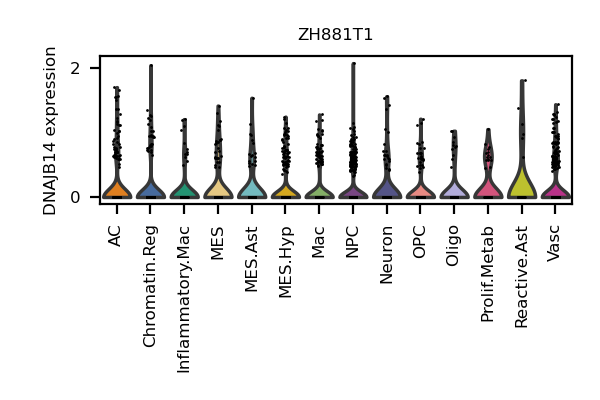 ZH881T1
DNAJB14 expression
2
0
AC
Chromatin.Reg
Inflammatory.Mac
MES
MES.Ast
MES.Hyp
Mac
NPC
Neuron
OPC
Oligo
Prolif.Metab
Reactive.Ast
Vasc